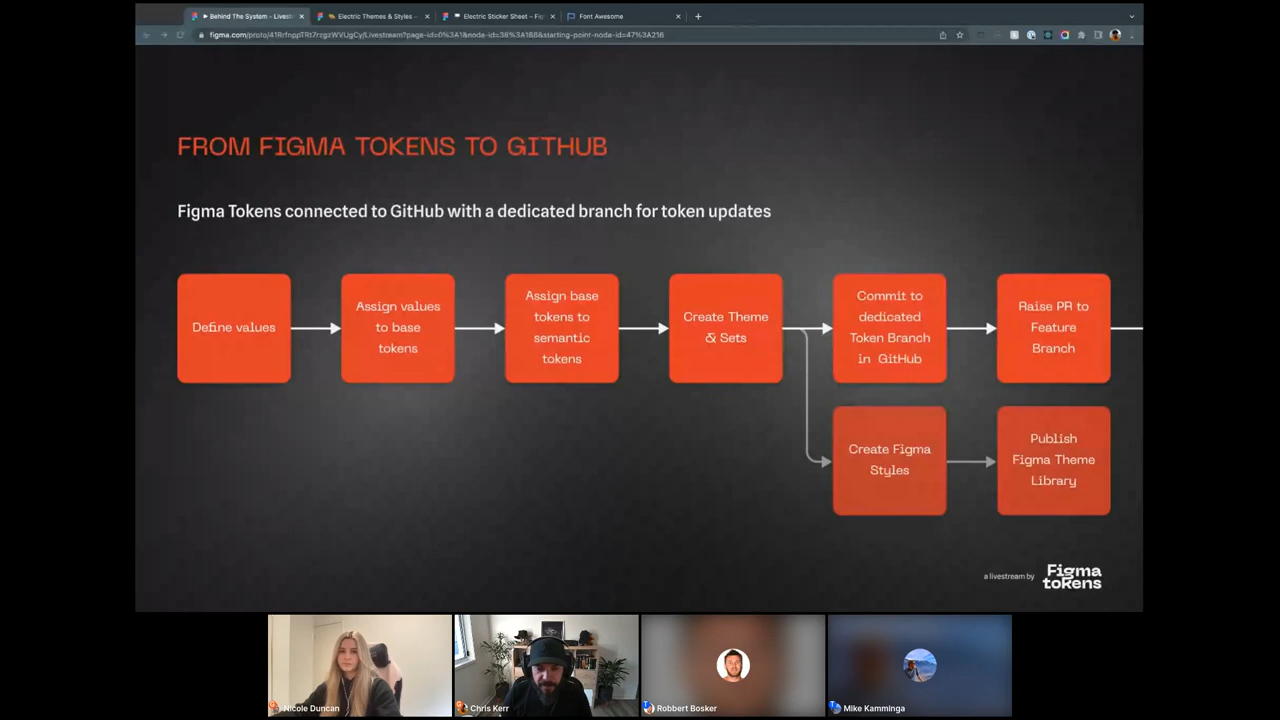 Behind The System - Livest
Electric Themes & Styles –
Electric Sticker Sheet – Fig
Font Awesome
FROM FIGMA TOKENS TO GITHUB
Figma Tokens connected to GitHub with a dedicated branch for token updates
Define values
Assign values
to base
tokens
Assign base
tokens to
semantic
tokens
Create Theme
& Sets
Commit to
dedicated
Token Branch
in GitHub
Raise PR to
Feature
Branch
Create Figma
Styles
Publish
Figma Theme
Library
a livestream by
Figma
toKens
Nicole Duncan
Chris Kerr
Robbert Bosker
Mike Kamminga